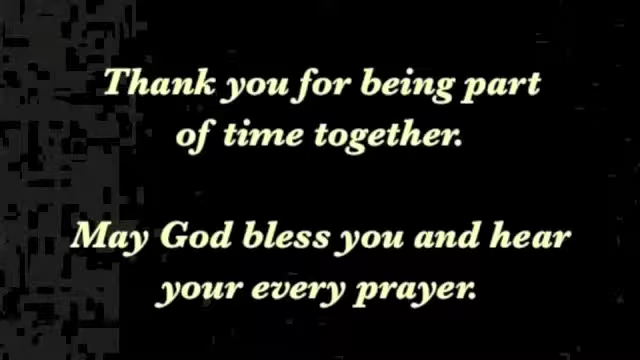 Thank you for being part
of time together.
May God bless you and hear
your every prayer.